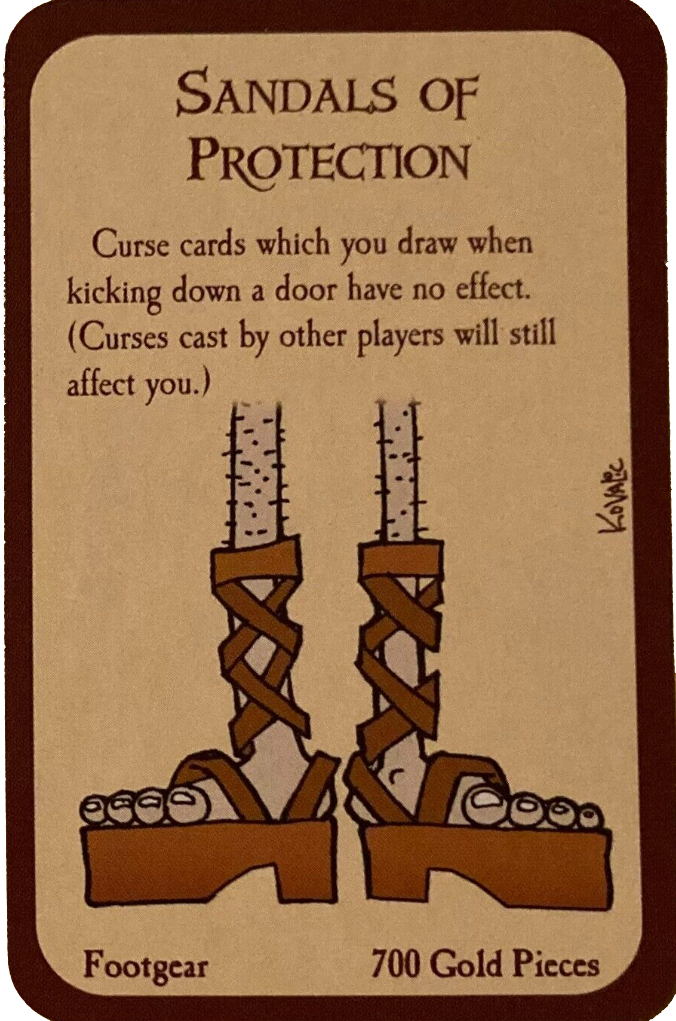 SANDALS OF
PROTECTION
Curse cards which you draw when
kicking down a door have no effect.
(Curses cast by other players will still
affect you.)
KOVALIC
Footgear 700 Gold Pieces